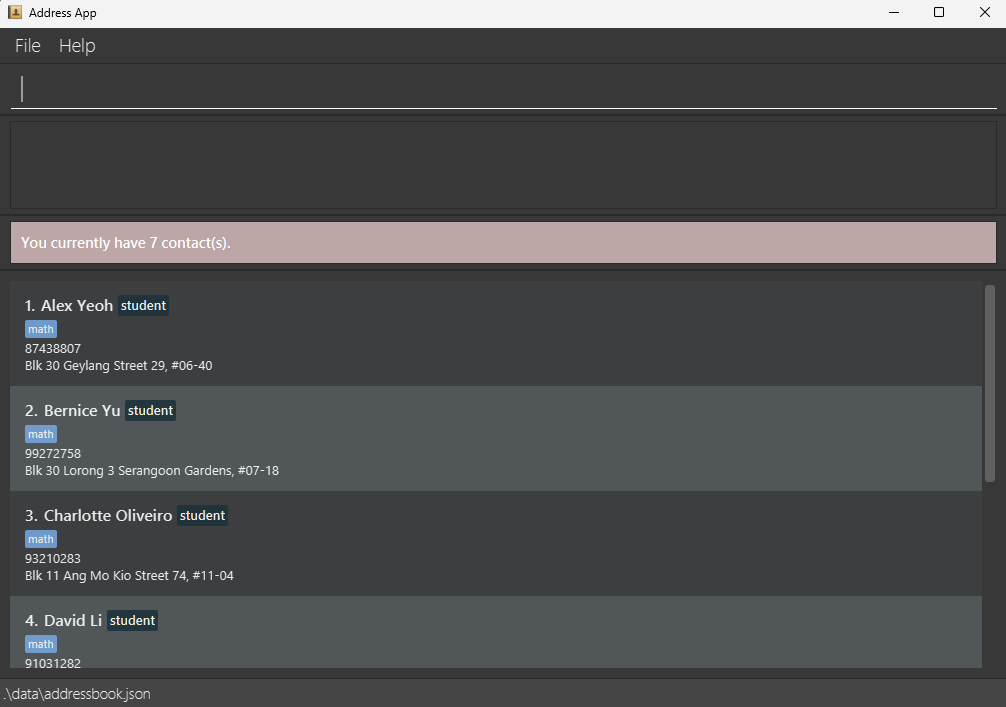 Address App
File Help
You currently have 7 contact(s).
1. Alex Yeoh student
math
87438807
Blk 30 Geylang Street 29, #06-40
2. Bernice Yu student
math
99272758
Blk 30 Lorong 3 Serangoon Gardens, #07-18
3. Charlotte Oliveiro student
math
93210283
Blk 11 Ang Mo Kio Street 74, #11-04
4. David Li student
math
91031282
.\data\addressbook.json